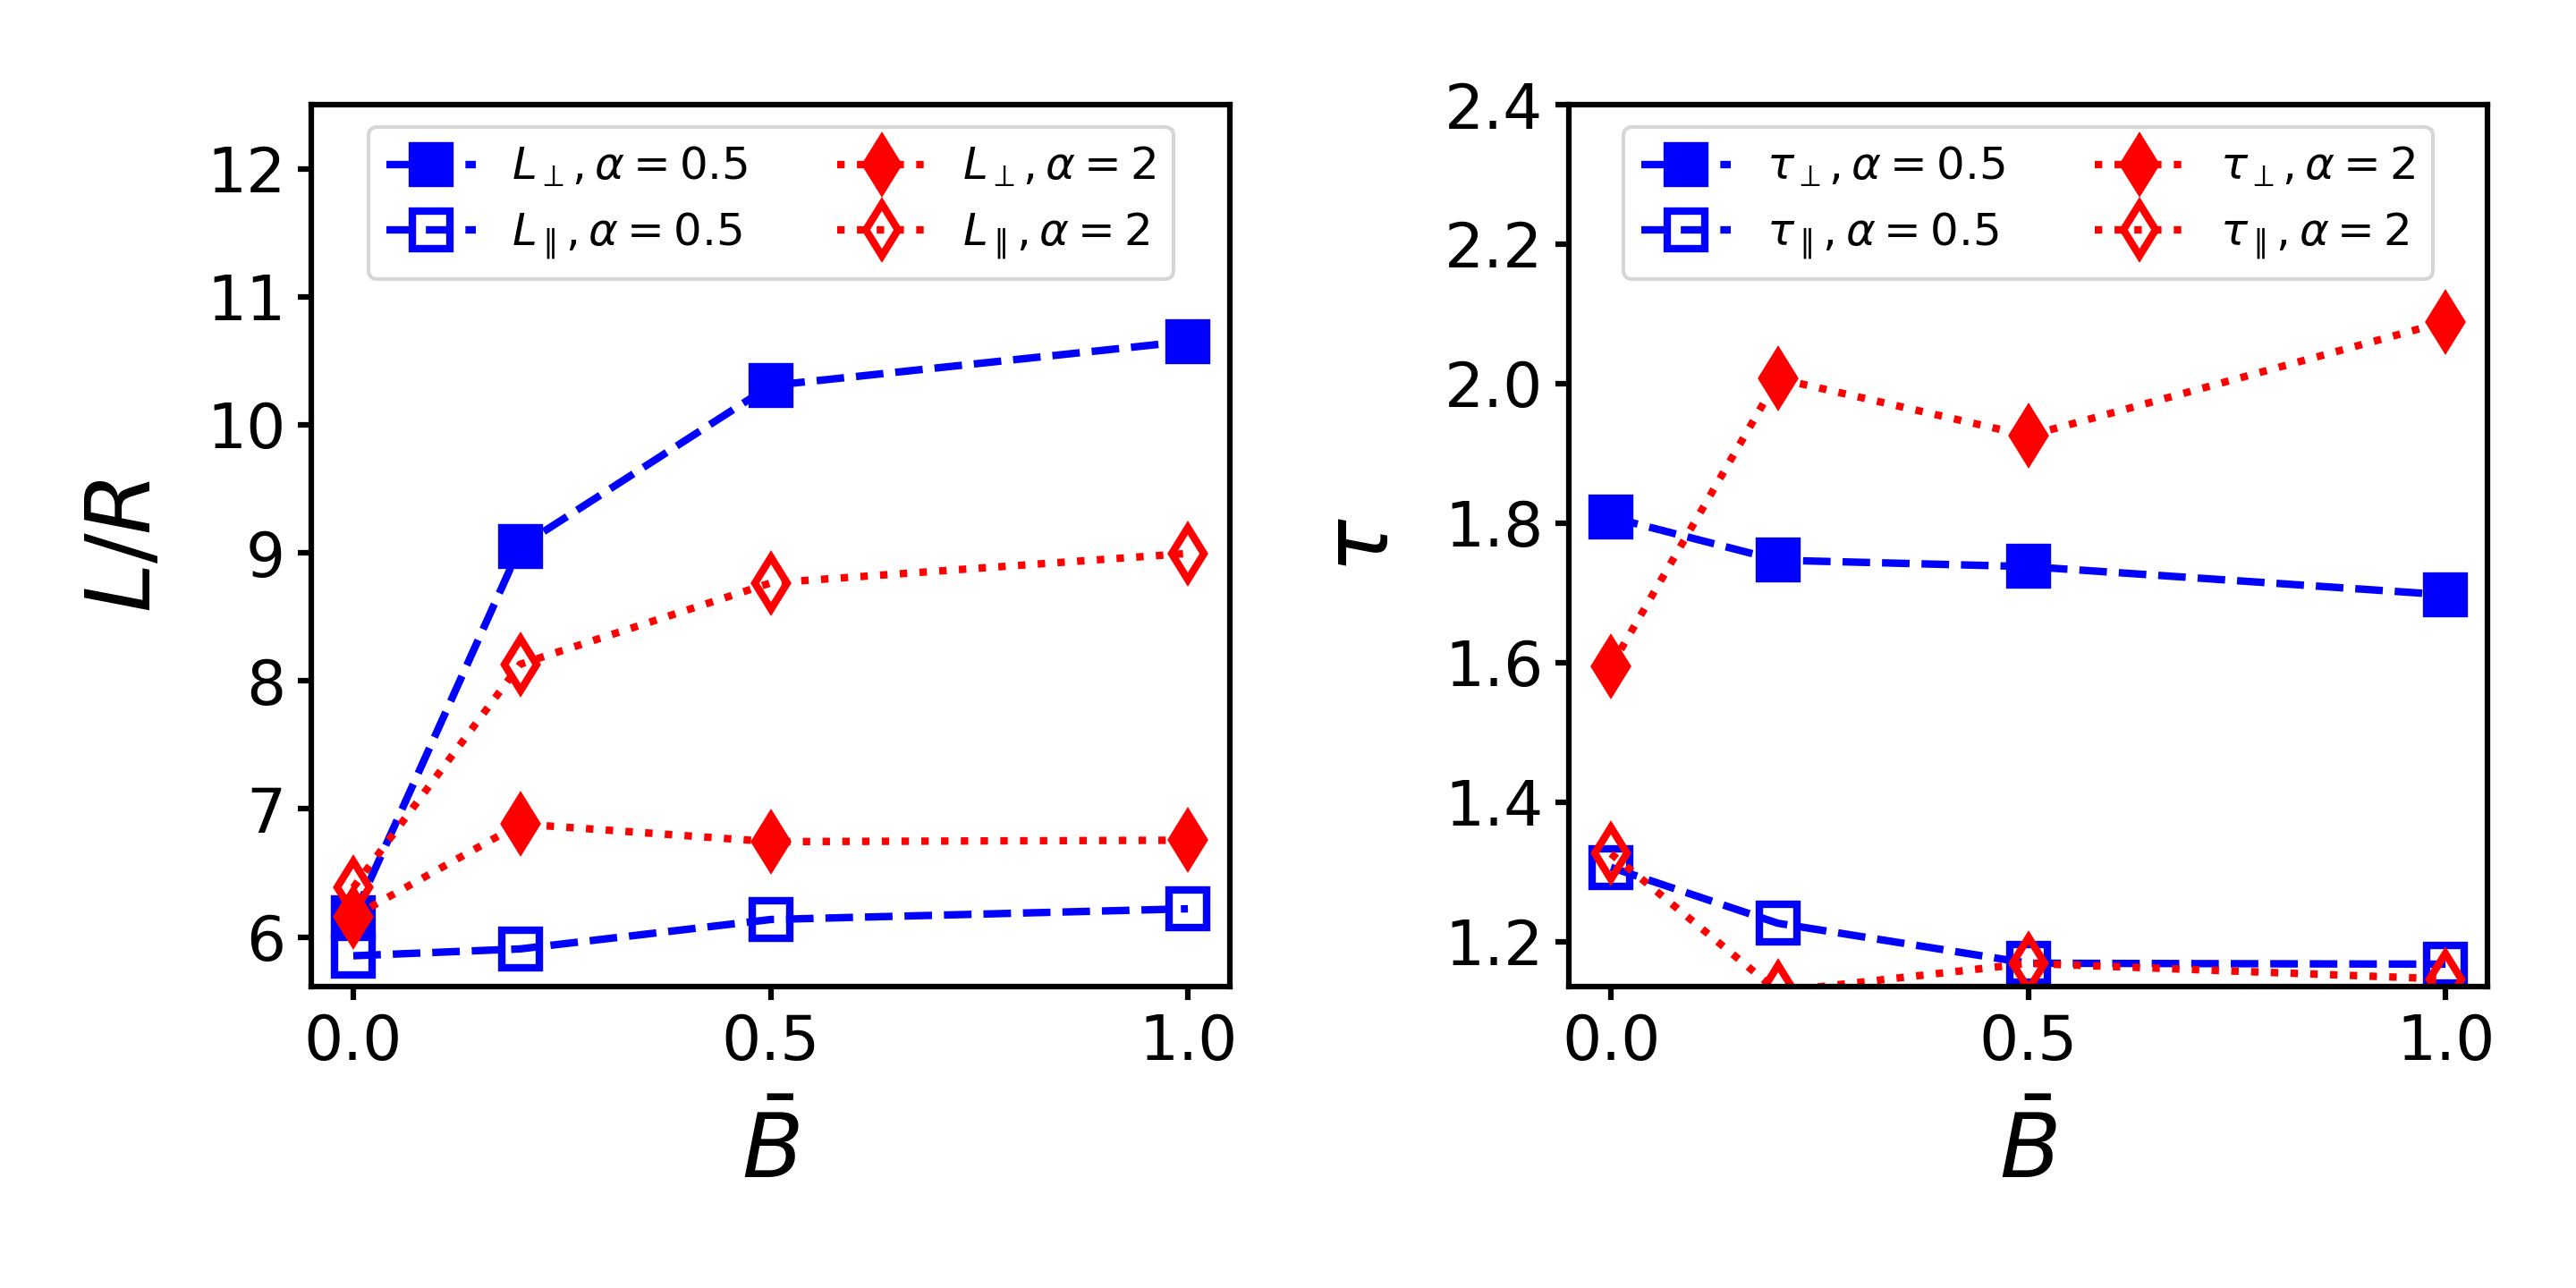 12
11
10
9
8
7
6
L/R
L⊥, α = 0.5
L∥, α = 0.5
L⊥, α = 2
L∥, α = 2
0.0 0.5 1.0
B̄
2.4
2.2
2.0
1.8
1.6
1.4
1.2
τ
τ⊥, α = 0.5
τ∥, α = 0.5
τ⊥, α = 2
τ∥, α = 2
0.0 0.5 1.0
B̄